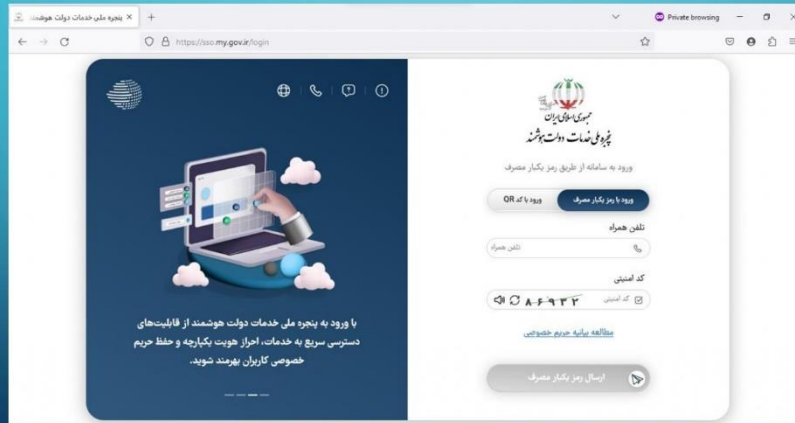 پنجره ملی خدمات دولت هوشمند
Private browsing
https://sso.my.gov.ir/login
جمهوری اسلامی ایران
پنجره ملی خدمات دولت هوشمند
ورود به سامانه از طریق رمز یکبار مصرف
ورود با رمز یکبار مصرف
ورود با کد QR
تلفن همراه
تلفن همراه
کد امنیتی
کد امنیتی
۸۶۹۳۲
مطالعه بیانیه حریم خصوصی
ارسال رمز یکبار مصرف
با ورود به پنجره ملی خدمات دولت هوشمند از قابلیت‌های
دسترسی سریع به خدمات، احراز هویت یکپارچه و حفظ حریم
خصوصی کاربران بهرمند شوید.